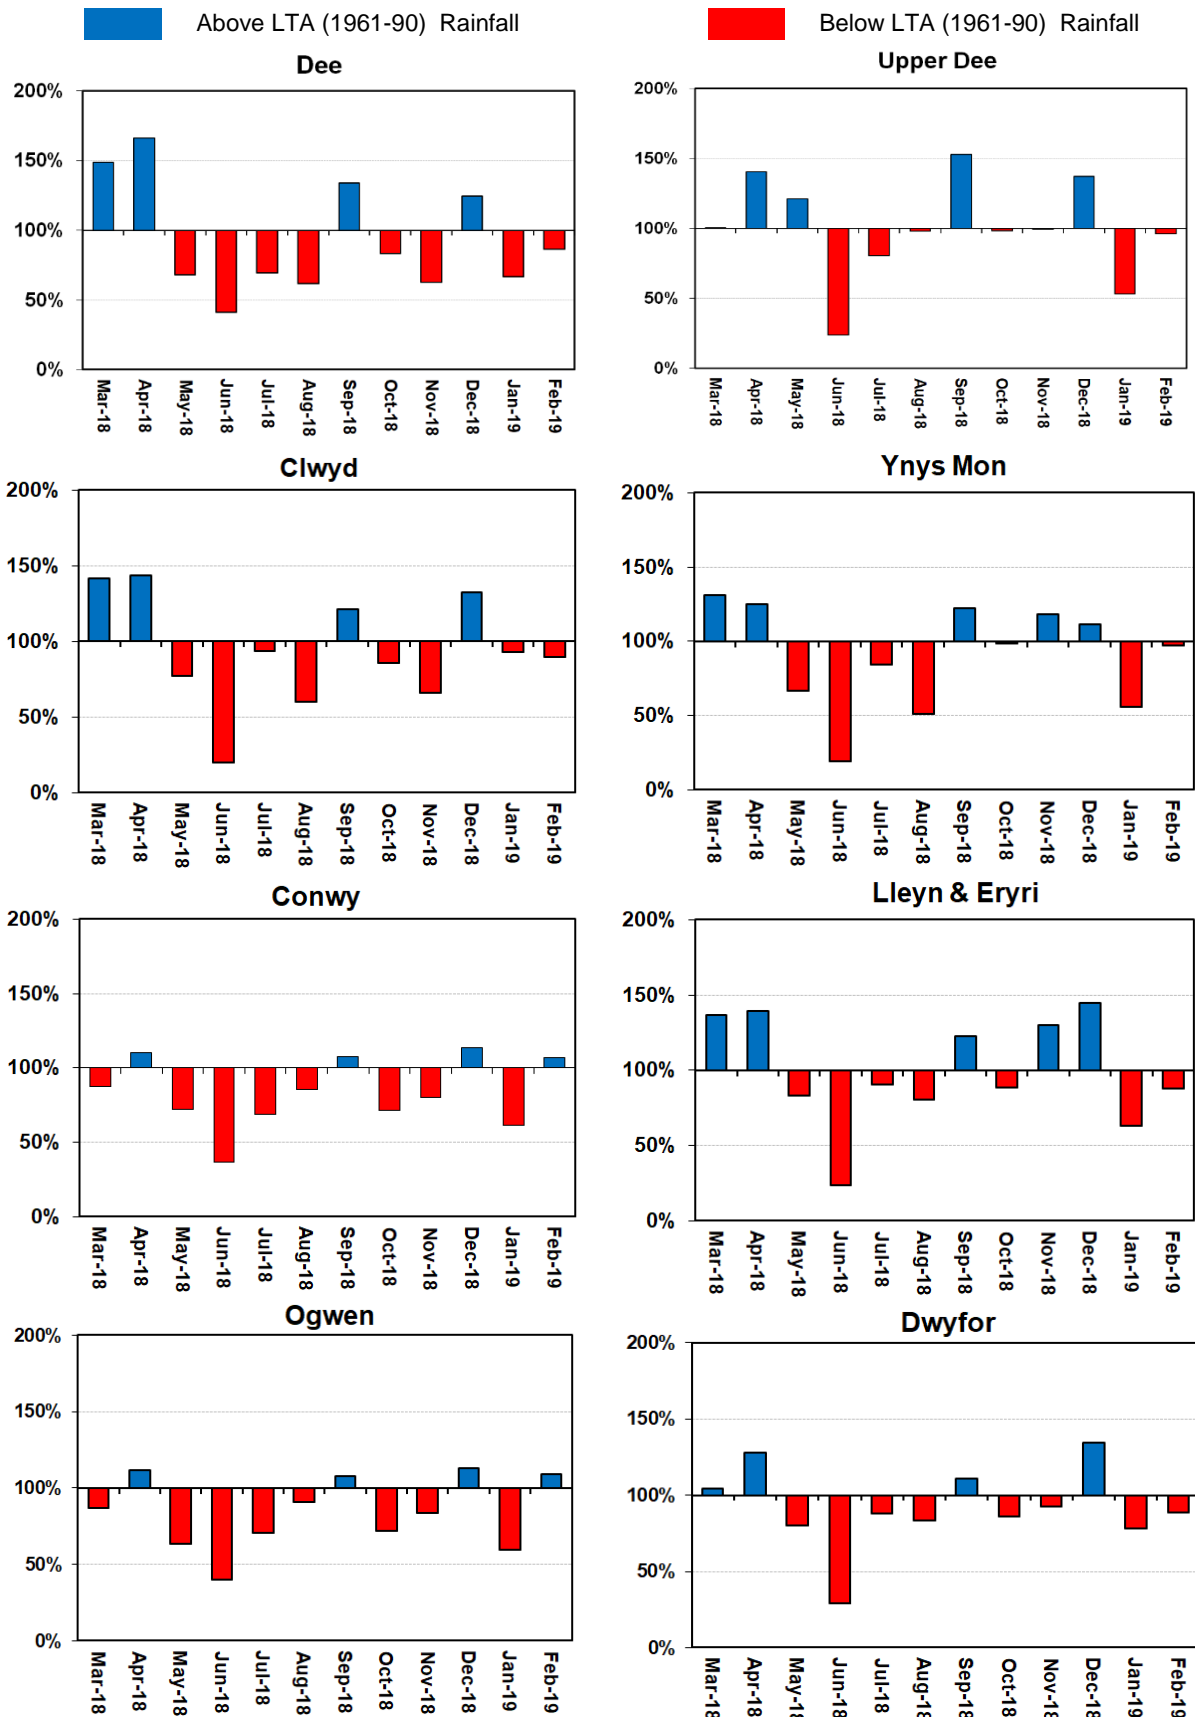 Above LTA (1961-90) Rainfall
Below LTA (1961-90) Rainfall
Dee
200%
150%
100%
50%
0%
Mar-18
Apr-18
May-18
Jun-18
Jul-18
Aug-18
Sep-18
Oct-18
Nov-18
Dec-18
Jan-19
Feb-19
Upper Dee
200%
150%
100%
50%
0%
Mar-18
Apr-18
May-18
Jun-18
Jul-18
Aug-18
Sep-18
Oct-18
Nov-18
Dec-18
Jan-19
Feb-19
Clwyd
200%
150%
100%
50%
0%
Mar-18
Apr-18
May-18
Jun-18
Jul-18
Aug-18
Sep-18
Oct-18
Nov-18
Dec-18
Jan-19
Feb-19
Ynys Mon
200%
150%
100%
50%
0%
Mar-18
Apr-18
May-18
Jun-18
Jul-18
Aug-18
Sep-18
Oct-18
Nov-18
Dec-18
Jan-19
Feb-19
Conwy
200%
150%
100%
50%
0%
Mar-18
Apr-18
May-18
Jun-18
Jul-18
Aug-18
Sep-18
Oct-18
Nov-18
Dec-18
Jan-19
Feb-19
Lleyn & Eryri
200%
150%
100%
50%
0%
Mar-18
Apr-18
May-18
Jun-18
Jul-18
Aug-18
Sep-18
Oct-18
Nov-18
Dec-18
Jan-19
Feb-19
Ogwen
200%
150%
100%
50%
0%
Mar-18
Apr-18
May-18
Jun-18
Jul-18
Aug-18
Sep-18
Oct-18
Nov-18
Dec-18
Jan-19
Feb-19
Dwyfor
200%
150%
100%
50%
0%
Mar-18
Apr-18
May-18
Jun-18
Jul-18
Aug-18
Sep-18
Oct-18
Nov-18
Dec-18
Jan-19
Feb-19